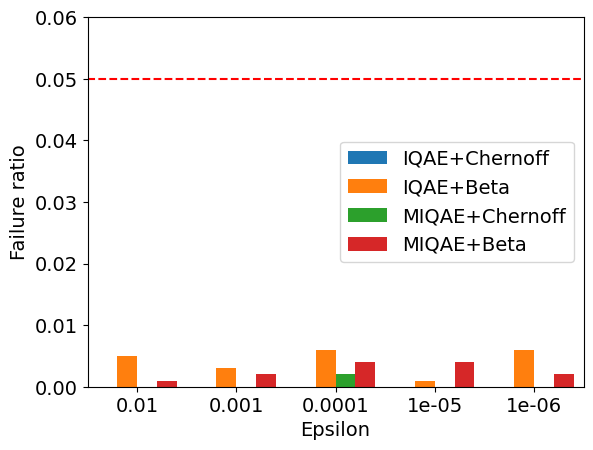 0.06
0.05
0.04
0.03
0.02
0.01
0.00
Failure ratio
IQAE+Chernoff
IQAE+Beta
MIQAE+Chernoff
MIQAE+Beta
0.01 0.001 0.0001 1e-05 1e-06
Epsilon